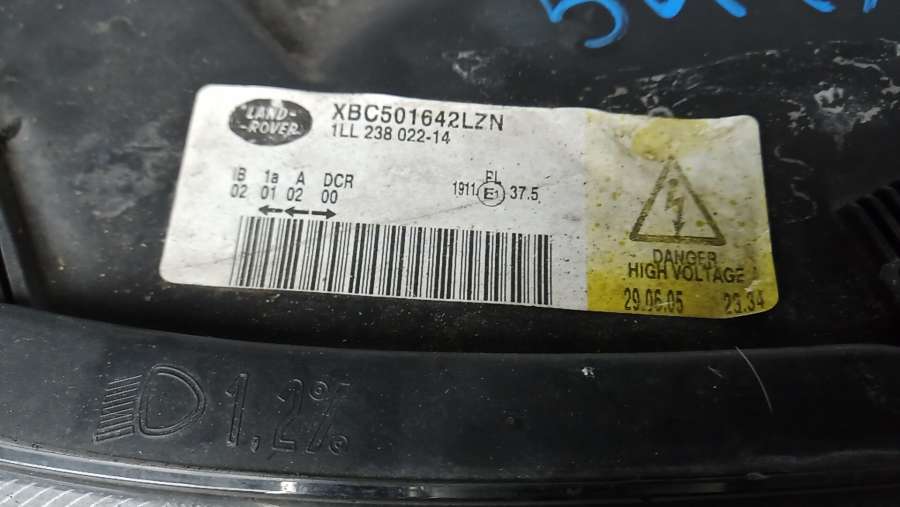 LAND-
ROVER
XBC501642LZN
1LL 238 022-14
IB 1a A DCR
02 01 02 00
FL
1911 E1 37.5
DANGER
HIGH VOLTAGE
29.06.05 23.34
1,2%